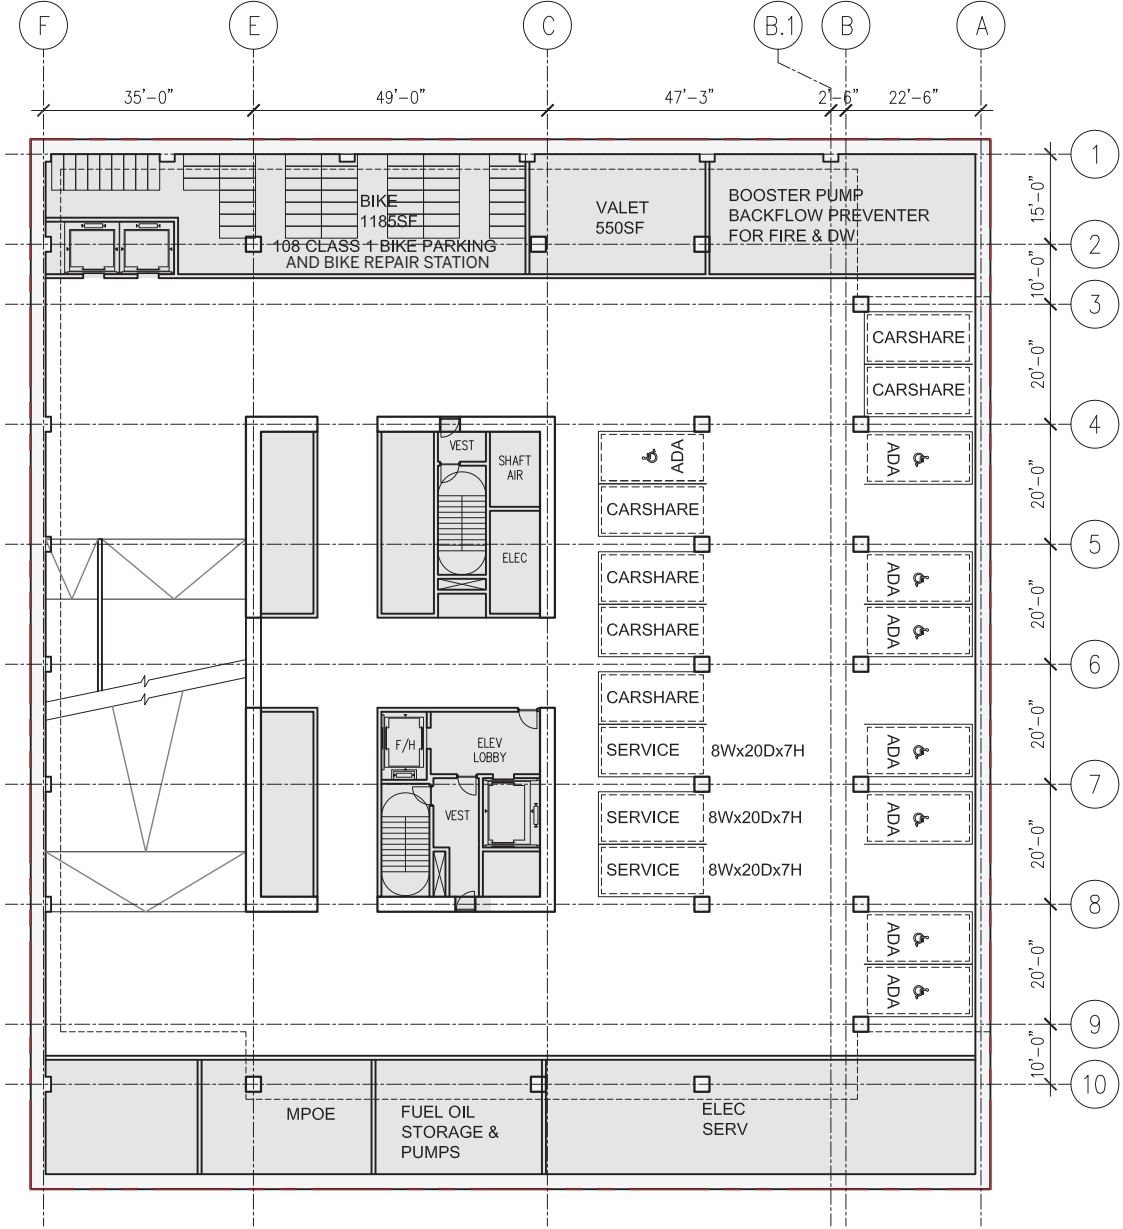 F E C B.1 B A
35'-0" 49'-0" 47'-3" 2'-6" 22'-6"
1
15'-0"
BIKE
1185SF
108 CLASS 1 BIKE PARKING
AND BIKE REPAIR STATION
VALET
550SF
BOOSTER PUMP
BACKFLOW PREVENTER
FOR FIRE & DW
2
10'-0"
3
CARSHARE
20'-0"
CARSHARE
4
VEST
SHAFT
AIR
ADA
ADA
20'-0"
CARSHARE
5
ELEC
CARSHARE
ADA
20'-0"
CARSHARE
ADA
6
CARSHARE
20'-0"
F/H
ELEV
LOBBY
SERVICE 8Wx20Dx7H
ADA
7
VEST
SERVICE 8Wx20Dx7H
ADA
20'-0"
SERVICE 8Wx20Dx7H
8
ADA
20'-0"
ADA
9
10'-0"
10
MPOE
FUEL OIL
STORAGE &
PUMPS
ELEC
SERV